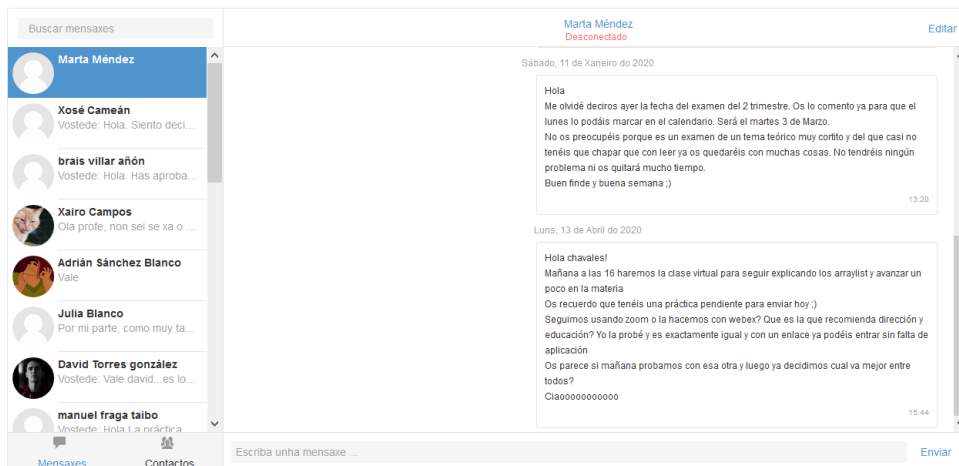 Buscar mensaxes
Marta Méndez
Xosé Cameán
Vostede: Hola. Siento deci...
brais villar añón
Vostede: Hola. Has aproba...
Xairo Campos
Ola profe, non sei se xa o ...
Adrián Sánchez Blanco
Vale
Julia Blanco
Por mi parte, como muy ta...
David Torres gonzález
Vostede: Vale.david...es lo...
manuel fraga taibo
Vostede: Hola La práctica
Mensaxes
Contactos
Marta Méndez
Desconectado
Editar
Sábado, 11 de Xaneiro do 2020
Hola
Me olvidé deciros ayer la fecha del examen del 2 trimestre. Os lo comento ya para que el
lunes lo podáis marcar en el calendario. Será el martes 3 de Marzo.
No os preocupéis porque es un examen de un tema teórico muy cortito y del que casi no
tenéis que chapar que con leer ya os quedaréis con muchas cosas. No tendréis ningún
problema ni os quitará mucho tiempo.
Buen finde y buena semana ;)
13:20
Luns, 13 de Abril do 2020
Hola chavales!
Mañana a las 16 haremos la clase virtual para seguir explicando los arraylist y avanzar un
poco en la materia
Os recuerdo que tenéis una práctica pendiente para enviar hoy ;)
Seguimos usando zoom o la hacemos con webex? Que es la que recomienda dirección y
educación? Yo la probé y es exactamente igual y con un enlace ya podéis entrar sin falta de
aplicación
Os parece si mañana probamos con esa otra y luego ya decidimos cual va mejor entre
todos?
Ciaooooooooooo
15:44
Escriba unha mensaxe ...
Enviar